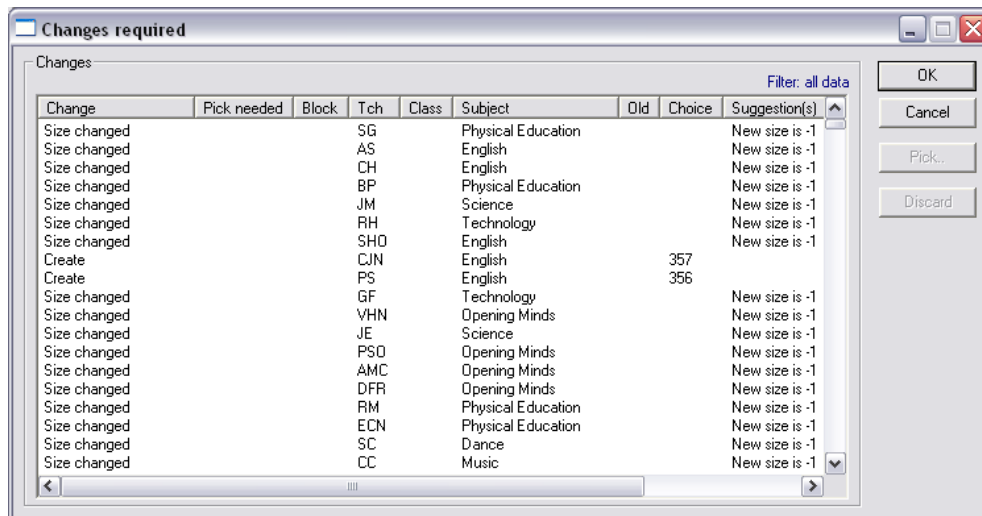 Changes required
Changes
Filter: all data
OK
Cancel
Pick..
Discard
Change Pick needed Block Tch Class Subject Old Choice Suggestion(s)
Size changed SG Physical Education New size is -1
Size changed AS English New size is -1
Size changed CH English New size is -1
Size changed BP Physical Education New size is -1
Size changed JM Science New size is -1
Size changed RH Technology New size is -1
Size changed SHO English New size is -1
Create CJN English 357
Create PS English 356
Size changed GF Technology New size is -1
Size changed VHN Opening Minds New size is -1
Size changed JE Science New size is -1
Size changed PSO Opening Minds New size is -1
Size changed AMC Opening Minds New size is -1
Size changed DFR Opening Minds New size is -1
Size changed RM Physical Education New size is -1
Size changed ECN Physical Education New size is -1
Size changed SC Dance New size is -1
Size changed CC Music New size is -1